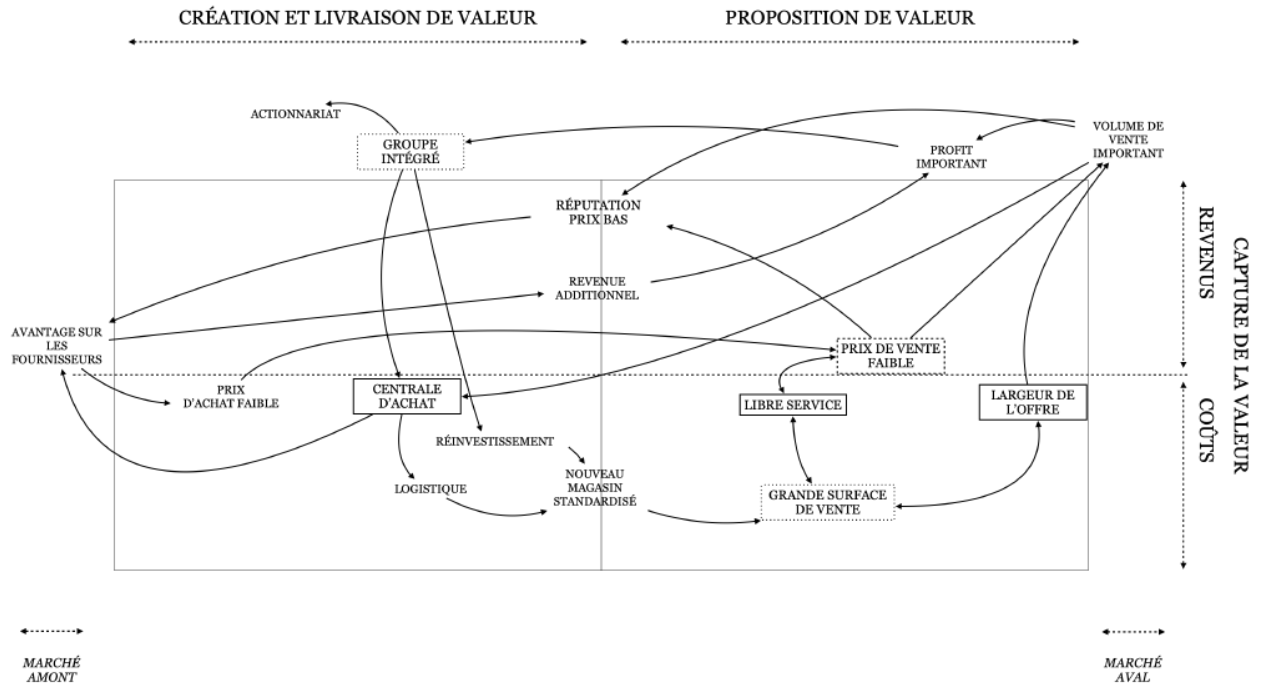 CRÉATION ET LIVRAISON DE VALEUR
PROPOSITION DE VALEUR
ACTIONNARIAT
GROUPE
INTÉGRÉ
PROFIT
IMPORTANT
VOLUME DE
VENTE
IMPORTANT
RÉPUTATION
PRIX BAS
REVENUE
ADDITIONNEL
AVANTAGE SUR
LES
FOURNISSEURS
PRIX DE VENTE
FAIBLE
PRIX
D'ACHAT FAIBLE
CENTRALE
D'ACHAT
LIBRE SERVICE
LARGEUR DE
L'OFFRE
RÉINVESTISSEMENT
LOGISTIQUE
NOUVEAU
MAGASIN
STANDARDISÉ
GRANDE SURFACE
DE VENTE
REVENUS
COÛTS
CAPTURE DE LA VALEUR
MARCHÉ
AMONT
MARCHÉ
AVAL